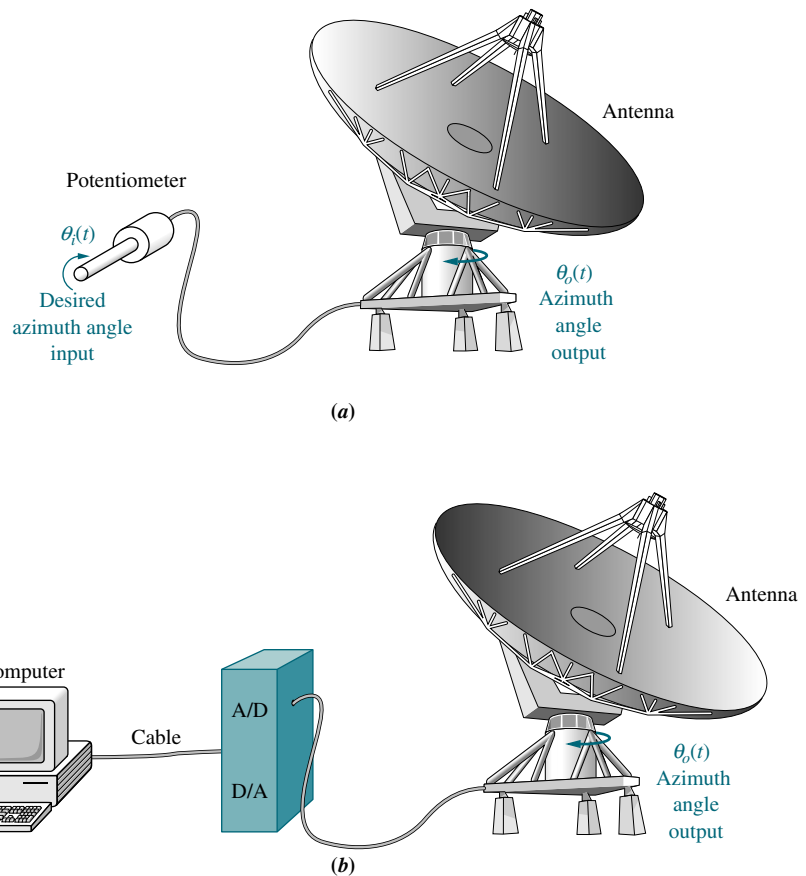 Antenna
Potentiometer
θi(t)
Desired
azimuth angle
input
θo(t)
Azimuth
angle
output
(a)
Antenna
omputer
Cable
A/D
D/A
θo(t)
Azimuth
angle
output
(b)